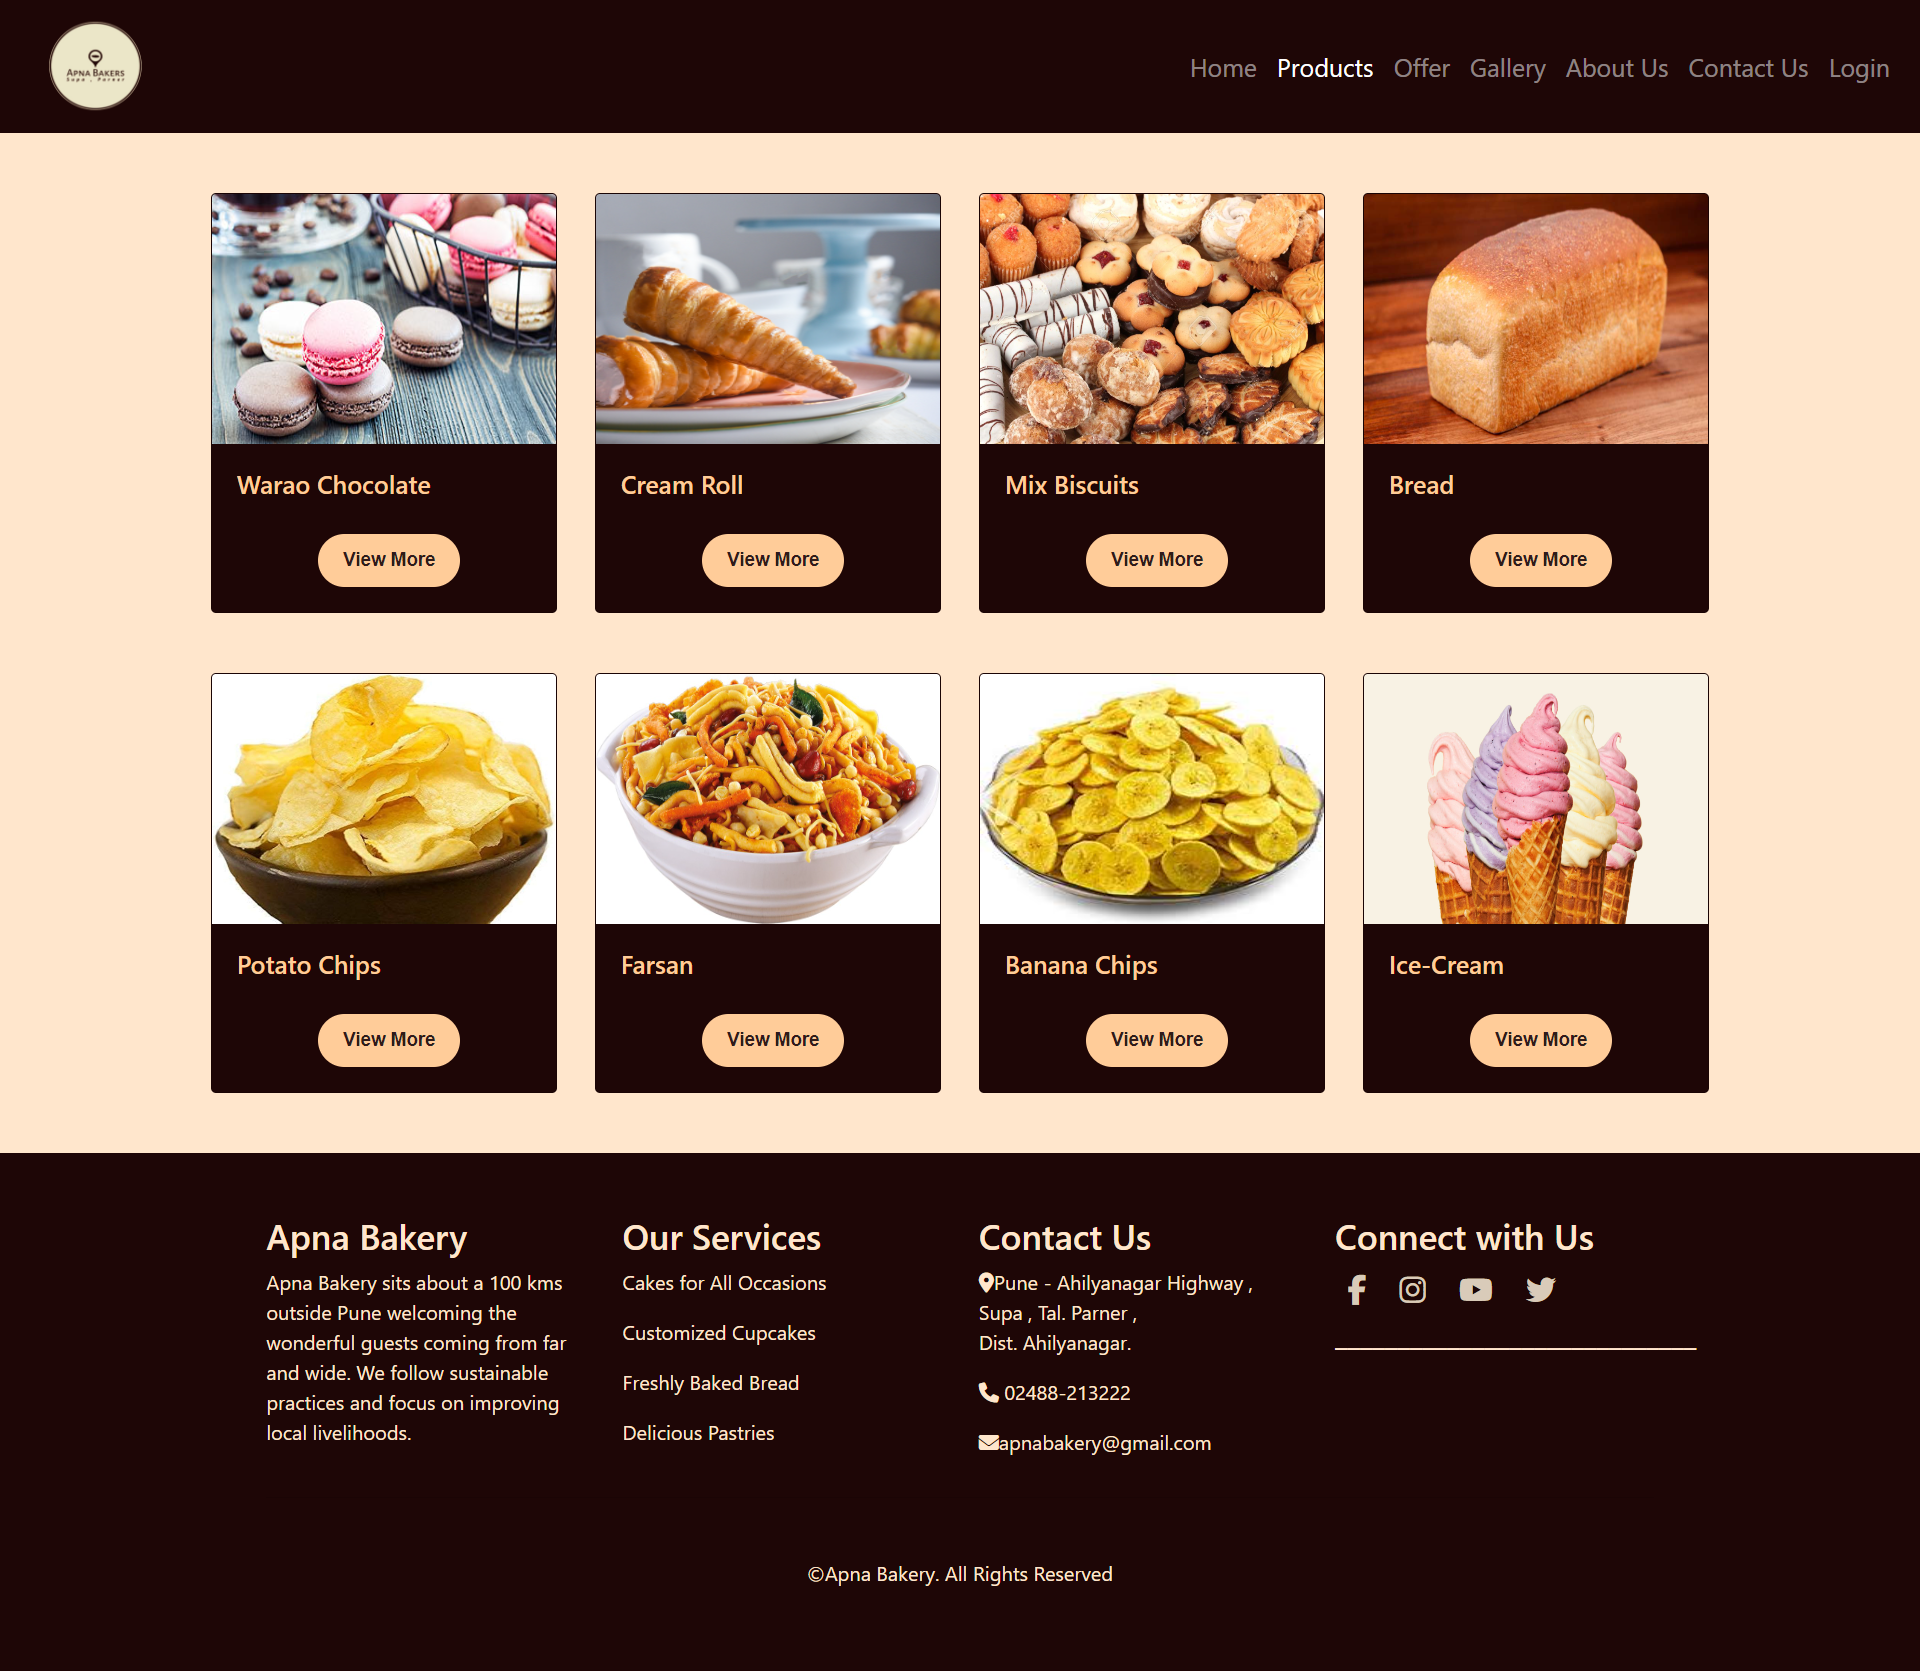 APNA BAKERS
Supa , Parner
Home Products Offer Gallery About Us Contact Us Login
Warao Chocolate
View More
Cream Roll
View More
Mix Biscuits
View More
Bread
View More
Potato Chips
View More
Farsan
View More
Banana Chips
View More
Ice-Cream
View More
Apna Bakery
Apna Bakery sits about a 100 kms
outside Pune welcoming the
wonderful guests coming from far
and wide. We follow sustainable
practices and focus on improving
local livelihoods.
Our Services
Cakes for All Occasions
Customized Cupcakes
Freshly Baked Bread
Delicious Pastries
Contact Us
Pune - Ahilyanagar Highway ,
Supa , Tal. Parner ,
Dist. Ahilyanagar.
02488-213222
apnabakery@gmail.com
Connect with Us
©Apna Bakery. All Rights Reserved